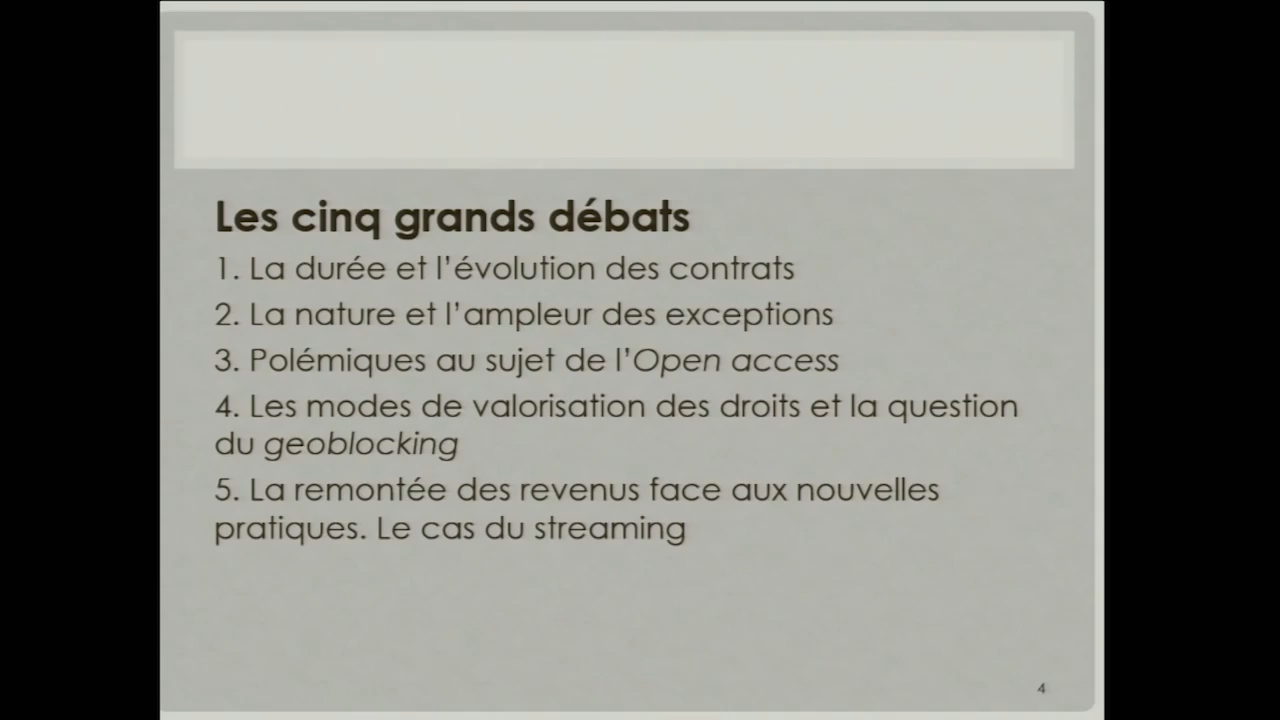 Les cinq grands débats
1. La durée et l’évolution des contrats
2. La nature et l’ampleur des exceptions
3. Polémiques au sujet de l’Open access
4. Les modes de valorisation des droits et la question
du geoblocking
5. La remontée des revenus face aux nouvelles
pratiques. Le cas du streaming
4